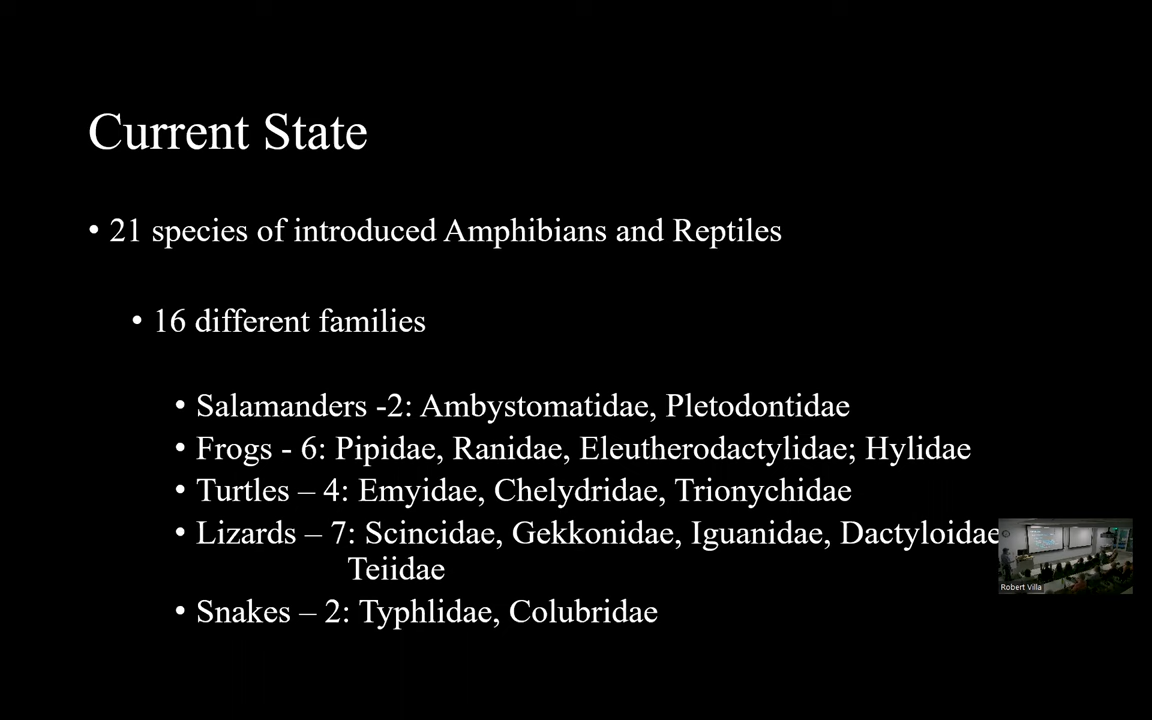 Current State
• 21 species of introduced Amphibians and Reptiles
• 16 different families
• Salamanders -2: Ambystomatidae, Pletodontidae
• Frogs - 6: Pipidae, Ranidae, Eleutherodactylidae; Hylidae
• Turtles – 4: Emyidae, Chelydridae, Trionychidae
• Lizards – 7: Scincidae, Gekkonidae, Iguanidae, Dactyloidae
Teiidae
• Snakes – 2: Typhlidae, Colubridae
Robert Villa